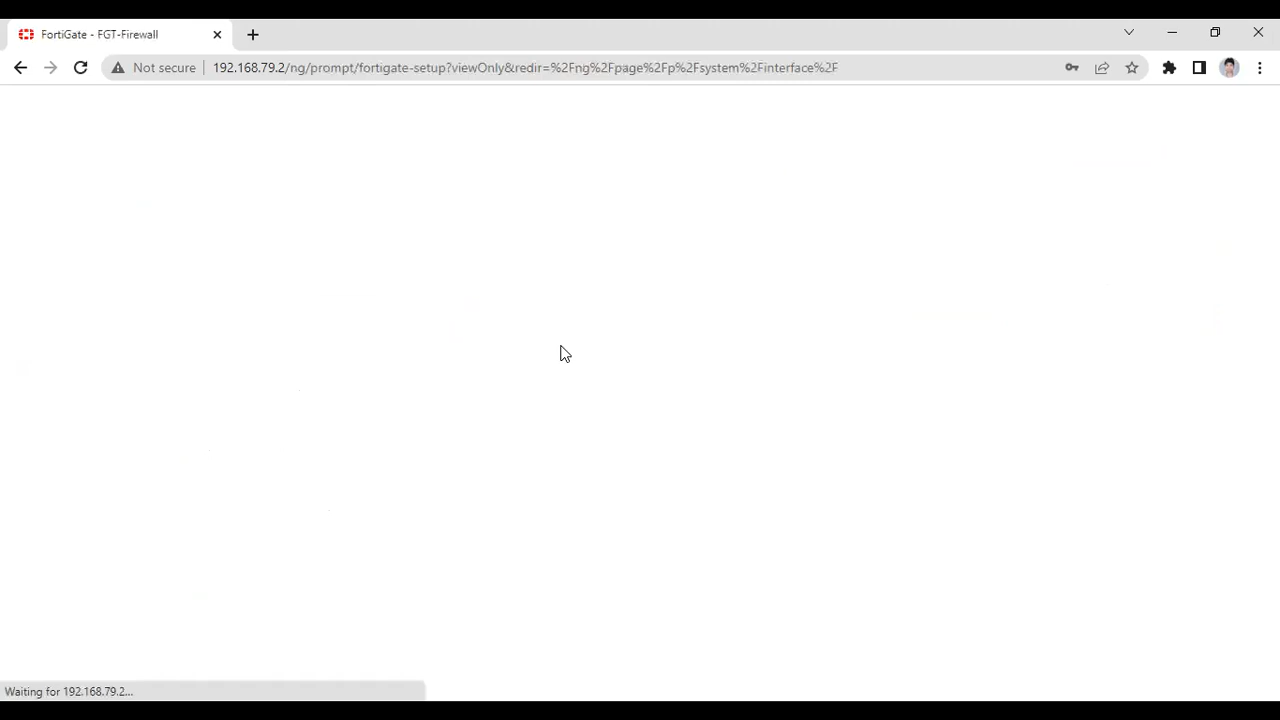 FortiGate - FGT-Firewall
Not secure
192.168.79.2/ng/prompt/fortigate-setup?viewOnly&redir=%2Fng%2Fpage%2Fp%2Fsystem%2Finterface%2F
Waiting for 192.168.79.2...